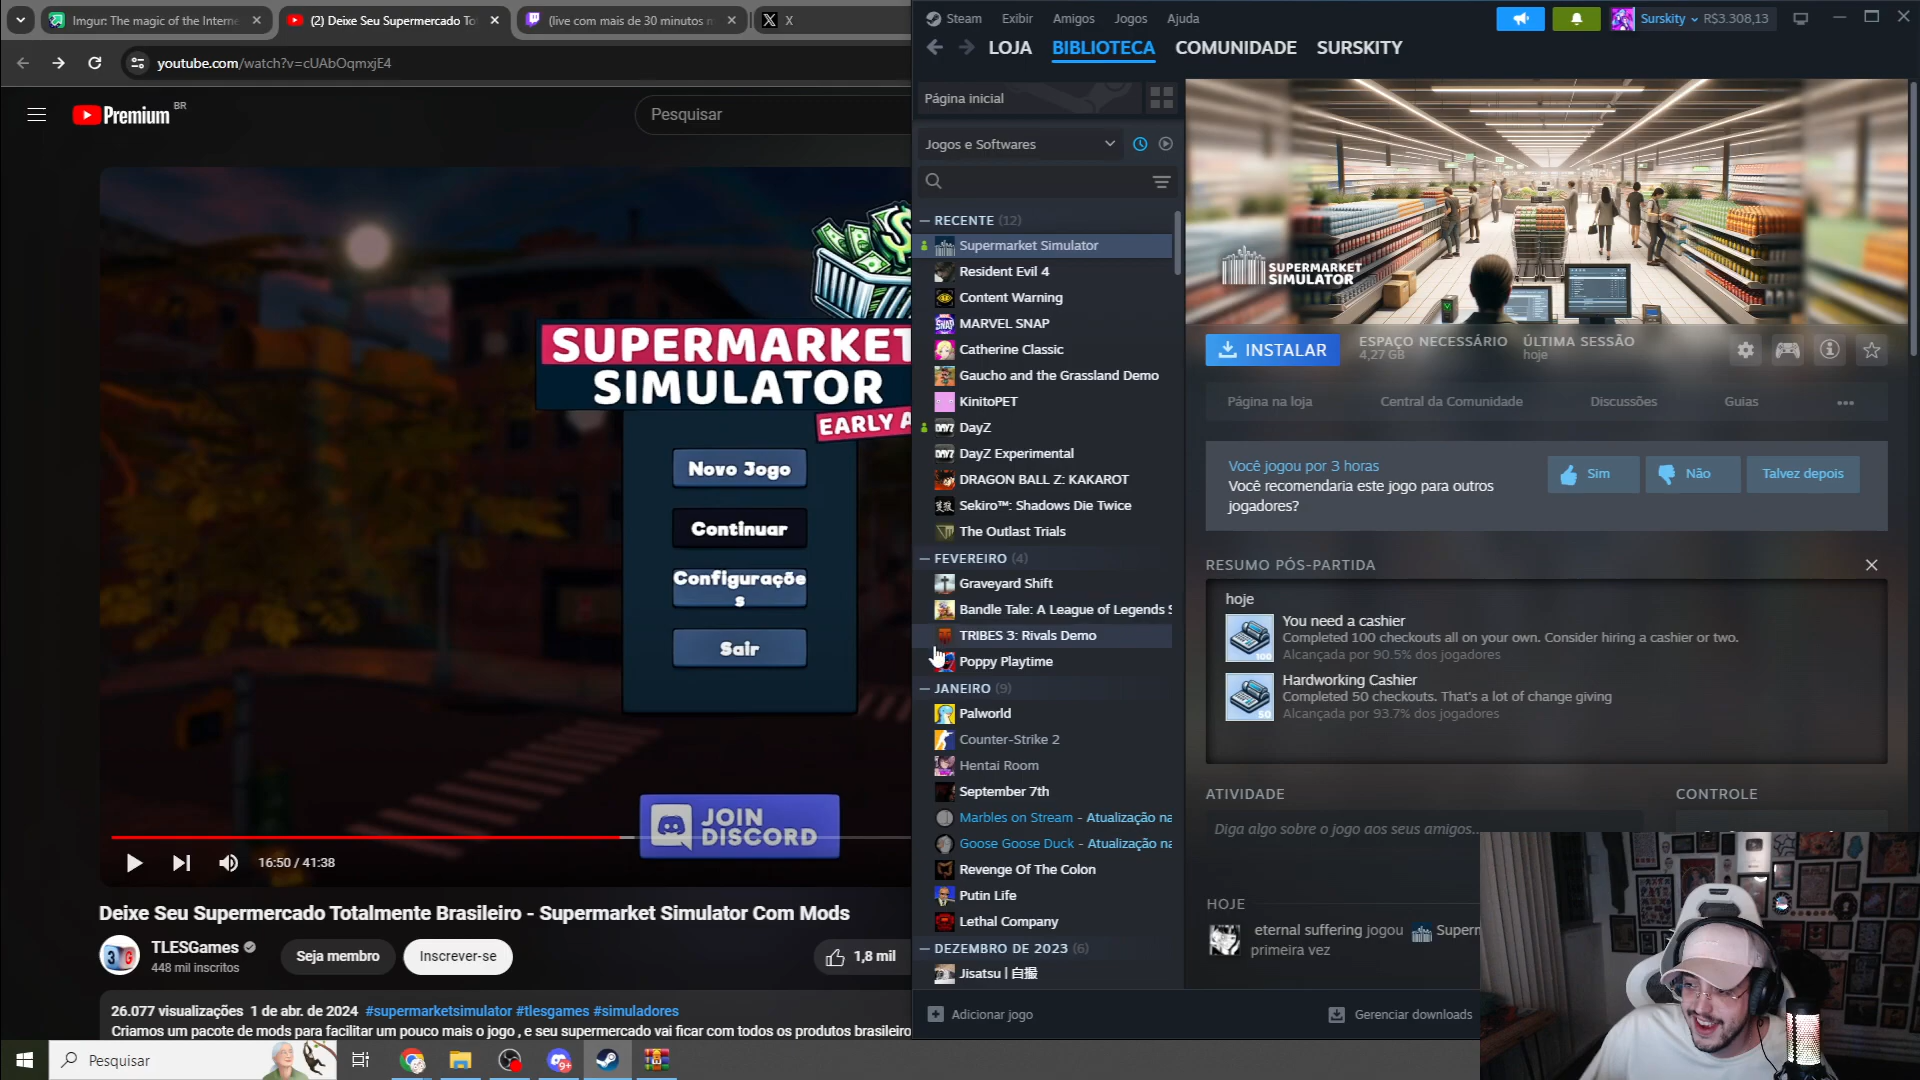 Imgur: The magic of the Interne
(2) Deixe Seu Supermercado To
(live com mais de 30 minutos
X
youtube.com/watch?v=cUAbOqmxjE4
Premium BR
Pesquisar
SUPERMARKET
SIMULATOR
EARLY A
Novo Jogo
Continuar
Configuraçõe
s
Sair
JOIN
DISCORD
16:50 / 41:38
Deixe Seu Supermercado Totalmente Brasileiro - Supermarket Simulator Com Mods
TLESGames
448 mil inscritos
Seja membro
Inscrever-se
1,8 mil
26.077 visualizações 1 de abr. de 2024 #supermarketsimulator #tlesgames #simuladores
Criamos um pacote de mods para facilitar um pouco mais o jogo , e seu supermercado vai ficar com todos os produtos brasileiro
Steam
Exibir
Amigos
Jogos
Ajuda
Surskity
R$3.308,13
LOJA
BIBLIOTECA
COMUNIDADE
SURSKITY
Página inicial
Jogos e Softwares
— RECENTE (12)
Supermarket Simulator
Resident Evil 4
Content Warning
MARVEL SNAP
Catherine Classic
Gaucho and the Grassland Demo
KinitoPET
DayZ
DayZ Experimental
DRAGON BALL Z: KAKAROT
Sekiro™: Shadows Die Twice
The Outlast Trials
— FEVEREIRO (4)
Graveyard Shift
Bandle Tale: A League of Legends S
TRIBES 3: Rivals Demo
Poppy Playtime
— JANEIRO (9)
Palworld
Counter-Strike 2
Hentai Room
September 7th
Marbles on Stream - Atualização na
Goose Goose Duck - Atualização na
Revenge Of The Colon
Putin Life
Lethal Company
— DEZEMBRO DE 2023 (6)
Jisatsu | 自撮
Adicionar jogo
SUPERMARKET
SIMULATOR
INSTALAR
ESPAÇO NECESSÁRIO
4,27 GB
ÚLTIMA SESSÃO
hoje
Página na loja
Central da Comunidade
Discussões
Guias
Você jogou por 3 horas
Você recomendaria este jogo para outros
jogadores?
Sim
Não
Talvez depois
RESUMO PÓS-PARTIDA
hoje
You need a cashier
Completed 100 checkouts all on your own. Consider hiring a cashier or two.
Alcançada por 90.5% dos jogadores
100
Hardworking Cashier
Completed 50 checkouts. That's a lot of change giving
Alcançada por 93.7% dos jogadores
50
ATIVIDADE
CONTROLE
Diga algo sobre o jogo aos seus amigos...
HOJE
eternal suffering jogou Superm
primeira vez
Gerenciar downloads
Pesquisar